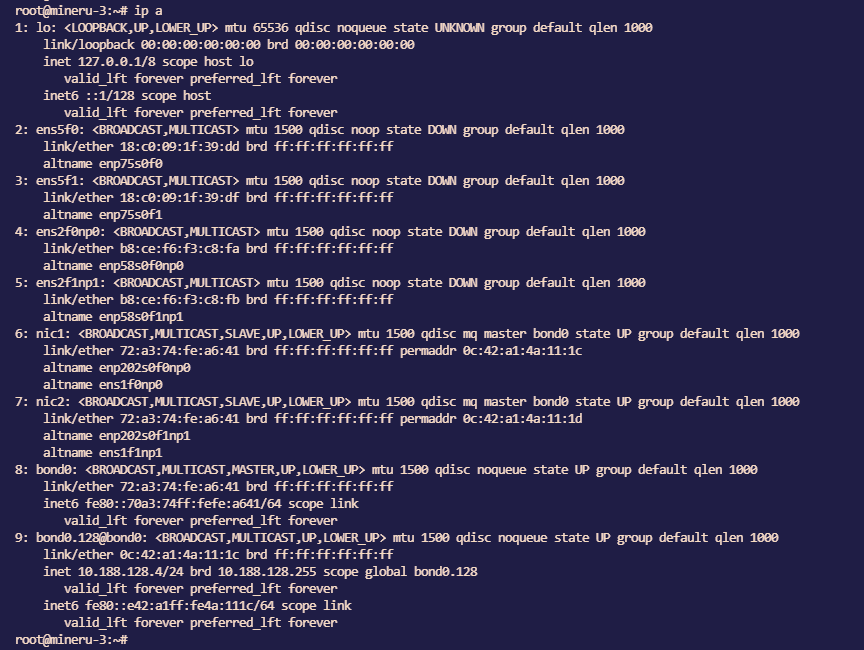 root@mineru-3:~# ip a
1: lo: <LOOPBACK,UP,LOWER_UP> mtu 65536 qdisc noqueue state UNKNOWN group default qlen 1000
    link/loopback 00:00:00:00:00:00 brd 00:00:00:00:00:00
    inet 127.0.0.1/8 scope host lo
       valid_lft forever preferred_lft forever
    inet6 ::1/128 scope host
       valid_lft forever preferred_lft forever
2: ens5f0: <BROADCAST,MULTICAST> mtu 1500 qdisc noop state DOWN group default qlen 1000
    link/ether 18:c0:09:1f:39:dd brd ff:ff:ff:ff:ff:ff
    altname enp75s0f0
3: ens5f1: <BROADCAST,MULTICAST> mtu 1500 qdisc noop state DOWN group default qlen 1000
    link/ether 18:c0:09:1f:39:df brd ff:ff:ff:ff:ff:ff
    altname enp75s0f1
4: ens2f0np0: <BROADCAST,MULTICAST> mtu 1500 qdisc noop state DOWN group default qlen 1000
    link/ether b8:ce:f6:f3:c8:fa brd ff:ff:ff:ff:ff:ff
    altname enp58s0f0np0
5: ens2f1np1: <BROADCAST,MULTICAST> mtu 1500 qdisc noop state DOWN group default qlen 1000
    link/ether b8:ce:f6:f3:c8:fb brd ff:ff:ff:ff:ff:ff
    altname enp58s0f1np1
6: nic1: <BROADCAST,MULTICAST,SLAVE,UP,LOWER_UP> mtu 1500 qdisc mq master bond0 state UP group default qlen 1000
    link/ether 72:a3:74:fe:a6:41 brd ff:ff:ff:ff:ff:ff permaddr 0c:42:a1:4a:11:1c
    altname enp202s0f0np0
    altname ens1f0np0
7: nic2: <BROADCAST,MULTICAST,SLAVE,UP,LOWER_UP> mtu 1500 qdisc mq master bond0 state UP group default qlen 1000
    link/ether 72:a3:74:fe:a6:41 brd ff:ff:ff:ff:ff:ff permaddr 0c:42:a1:4a:11:1d
    altname enp202s0f1np1
    altname ens1f1np1
8: bond0: <BROADCAST,MULTICAST,MASTER,UP,LOWER_UP> mtu 1500 qdisc noqueue state UP group default qlen 1000
    link/ether 72:a3:74:fe:a6:41 brd ff:ff:ff:ff:ff:ff
    inet6 fe80::70a3:74ff:fefe:a641/64 scope link
       valid_lft forever preferred_lft forever
9: bond0.128@bond0: <BROADCAST,MULTICAST,UP,LOWER_UP> mtu 1500 qdisc noqueue state UP group default qlen 1000
    link/ether 0c:42:a1:4a:11:1c brd ff:ff:ff:ff:ff:ff
    inet 10.188.128.4/24 brd 10.188.128.255 scope global bond0.128
       valid_lft forever preferred_lft forever
    inet6 fe80::e42:a1ff:fe4a:111c/64 scope link
       valid_lft forever preferred_lft forever
root@mineru-3:~#